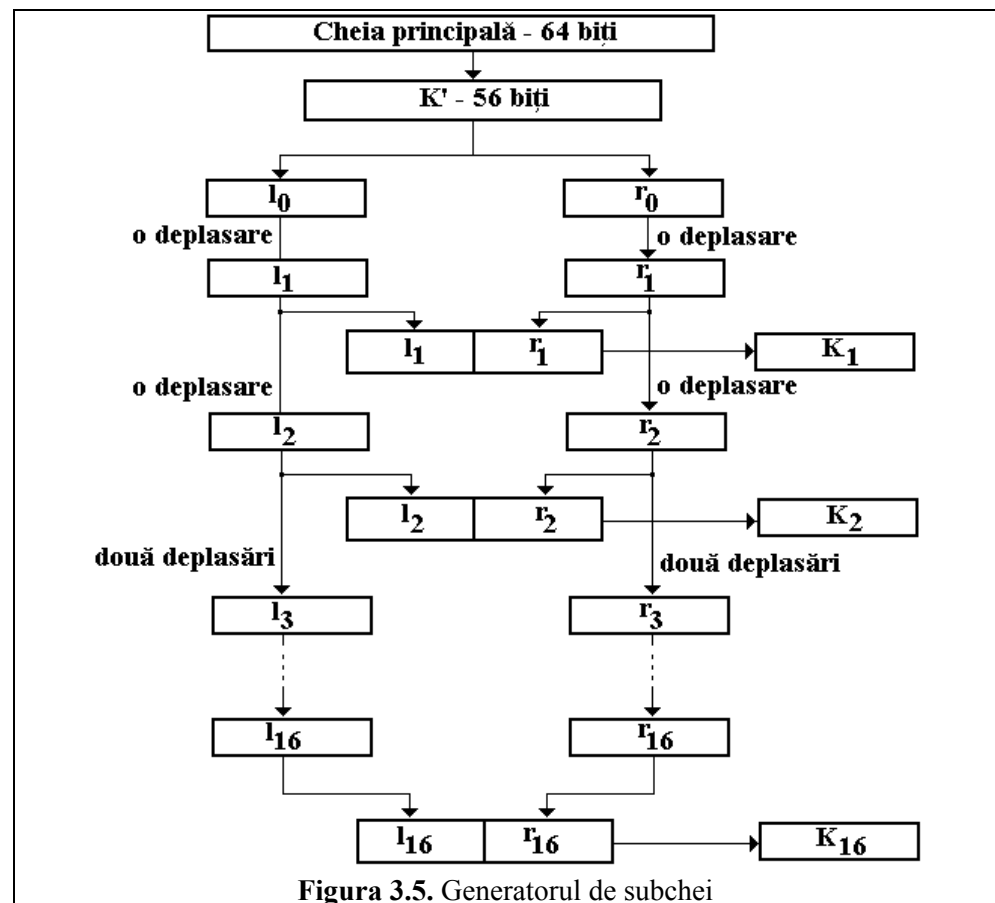 Cheia principală - 64 biți
K' - 56 biți
l0 r0
o deplasare o deplasare
l1 r1
l1 r1 K1
o deplasare o deplasare
l2 r2
l2 r2 K2
două deplasări două deplasări
l3 r3
l16 r16
l16 r16 K16
Figura 3.5. Generatorul de subchei